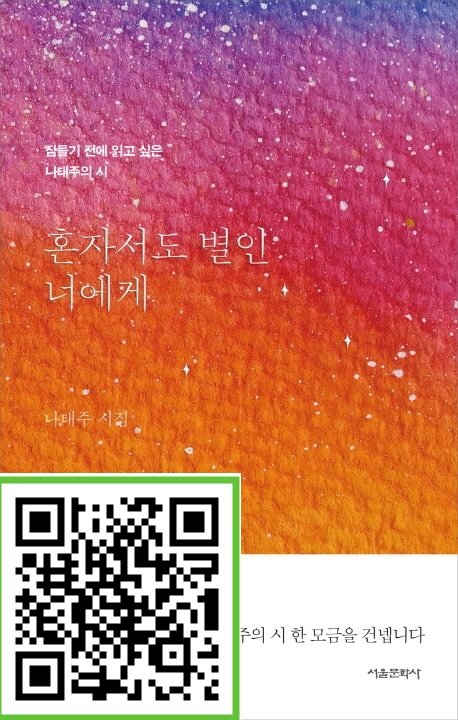 잠들기 전에 읽고 싶은
나태주의 시
혼자서도 별인
너에게
나태주 시집
주의 시 한 모금을 건넵니다
서울문화사